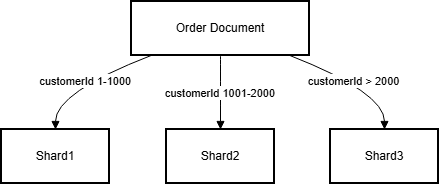 Order Document
customerId 1-1000
customerId > 2000
customerId 1001-2000
Shard1
Shard2
Shard3